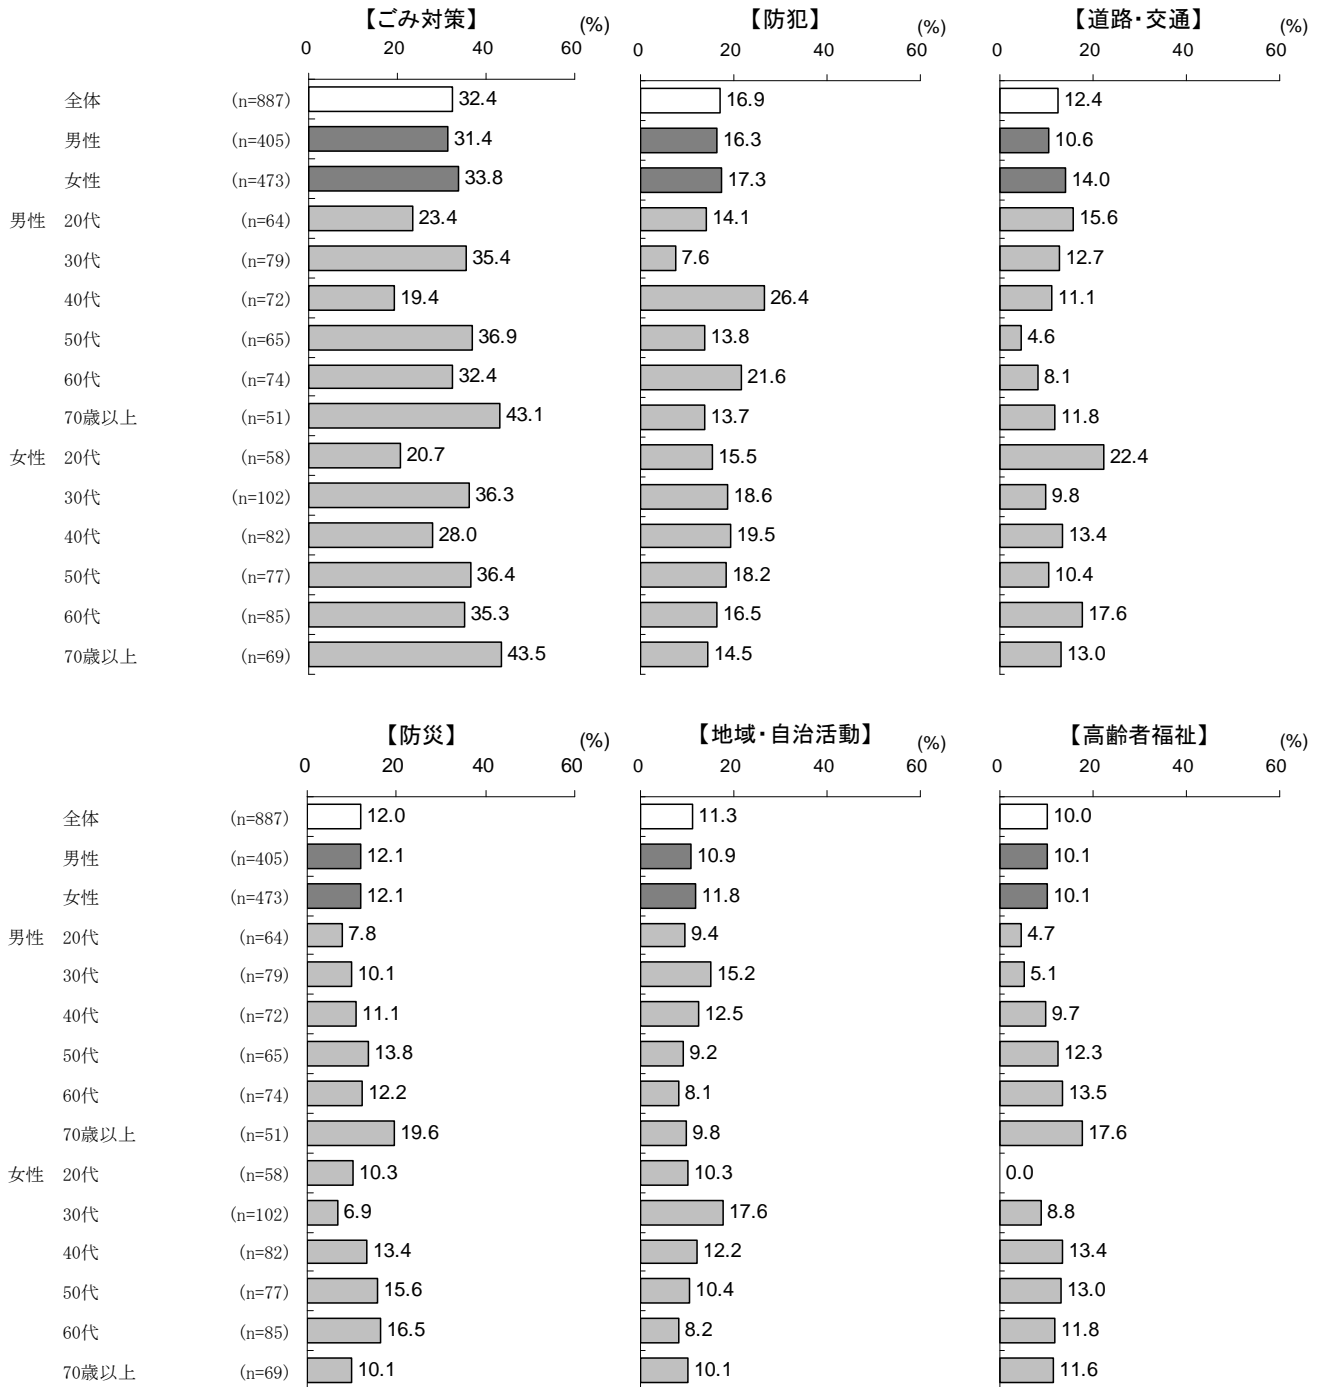 【ごみ対策】 (%) 【防犯】 (%) 【道路・交通】 (%)
0 20 40 60 0 20 40 60 0 20 40 60
全体 (n=887) 32.4 16.9 12.4
男性 (n=405) 31.4 16.3 10.6
女性 (n=473) 33.8 17.3 14.0
男性 20代 (n=64) 23.4 14.1 15.6
30代 (n=79) 35.4 7.6 12.7
40代 (n=72) 19.4 26.4 11.1
50代 (n=65) 36.9 13.8 4.6
60代 (n=74) 32.4 21.6 8.1
70歳以上 (n=51) 43.1 13.7 11.8
女性 20代 (n=58) 20.7 15.5 22.4
30代 (n=102) 36.3 18.6 9.8
40代 (n=82) 28.0 19.5 13.4
50代 (n=77) 36.4 18.2 10.4
60代 (n=85) 35.3 16.5 17.6
70歳以上 (n=69) 43.5 14.5 13.0
【防災】 (%) 【地域・自治活動】 (%) 【高齢者福祉】 (%)
0 20 40 60 0 20 40 60 0 20 40 60
全体 (n=887) 12.0 11.3 10.0
男性 (n=405) 12.1 10.9 10.1
女性 (n=473) 12.1 11.8 10.1
男性 20代 (n=64) 7.8 9.4 4.7
30代 (n=79) 10.1 15.2 5.1
40代 (n=72) 11.1 12.5 9.7
50代 (n=65) 13.8 9.2 12.3
60代 (n=74) 12.2 8.1 13.5
70歳以上 (n=51) 19.6 9.8 17.6
女性 20代 (n=58) 10.3 10.3 0.0
30代 (n=102) 6.9 17.6 8.8
40代 (n=82) 13.4 12.2 13.4
50代 (n=77) 15.6 10.4 13.0
60代 (n=85) 16.5 8.2 11.8
70歳以上 (n=69) 10.1 10.1 11.6